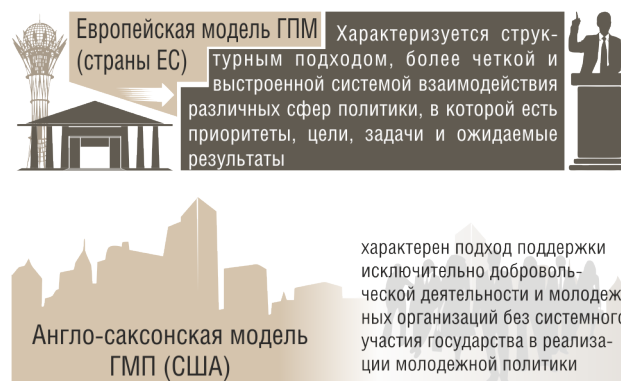 Европейская модель ГПМ
(страны ЕС)
Характеризуется струк-
турным подходом, более четкой и
выстроенной системой взаимодействия
различных сфер политики, в которой есть
приоритеты, цели, задачи и ожидаемые
результаты
Англо-саксонская модель
ГМП (США)
характерен подход поддержки
исключительно доброволь-
ческой деятельности и молодеж
ных организаций без системного
участия государства в реализа-
ции молодежной политики